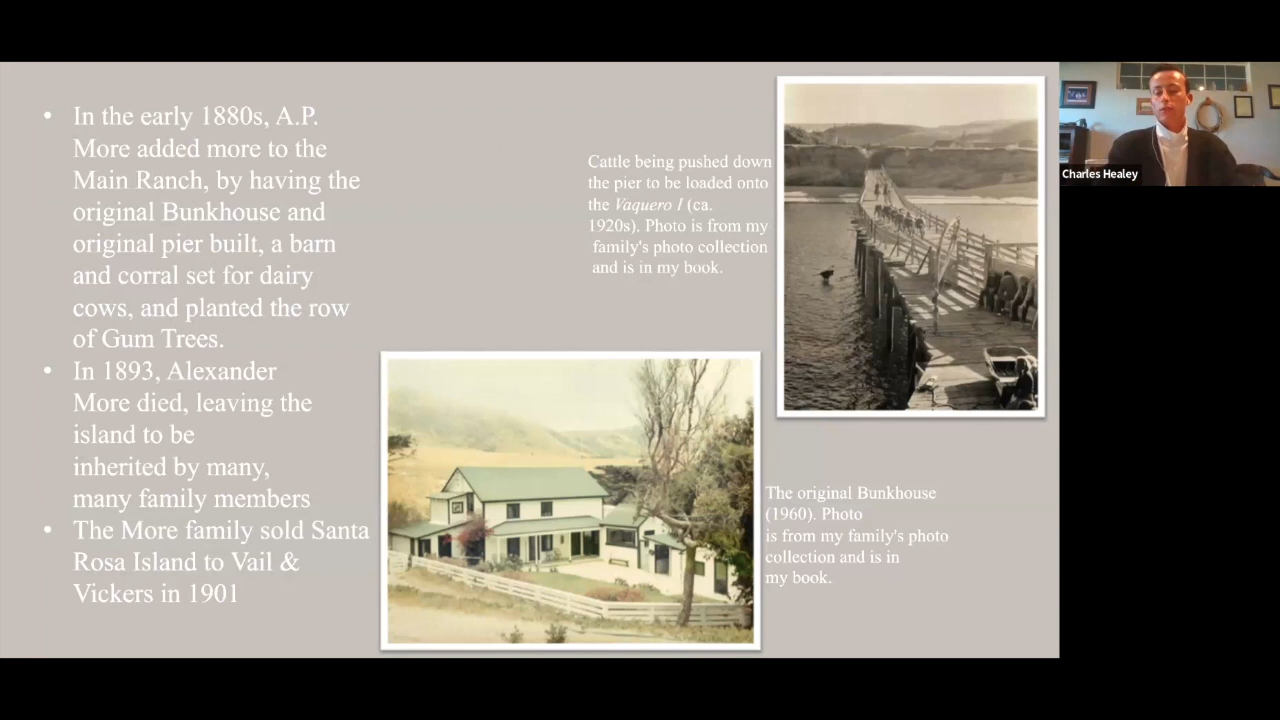 • In the early 1880s, A.P.
More added more to the
Main Ranch, by having the
original Bunkhouse and
original pier built, a barn
and corral set for dairy
cows, and planted the row
of Gum Trees.
• In 1893, Alexander
More died, leaving the
island to be
inherited by many,
many family members
• The More family sold Santa
Rosa Island to Vail &
Vickers in 1901
Cattle being pushed down
the pier to be loaded onto
the Vaquero I (ca.
1920s). Photo is from my
family's photo collection
and is in my book.
The original Bunkhouse
(1960). Photo
is from my family's photo
collection and is in
my book.
Charles Healey